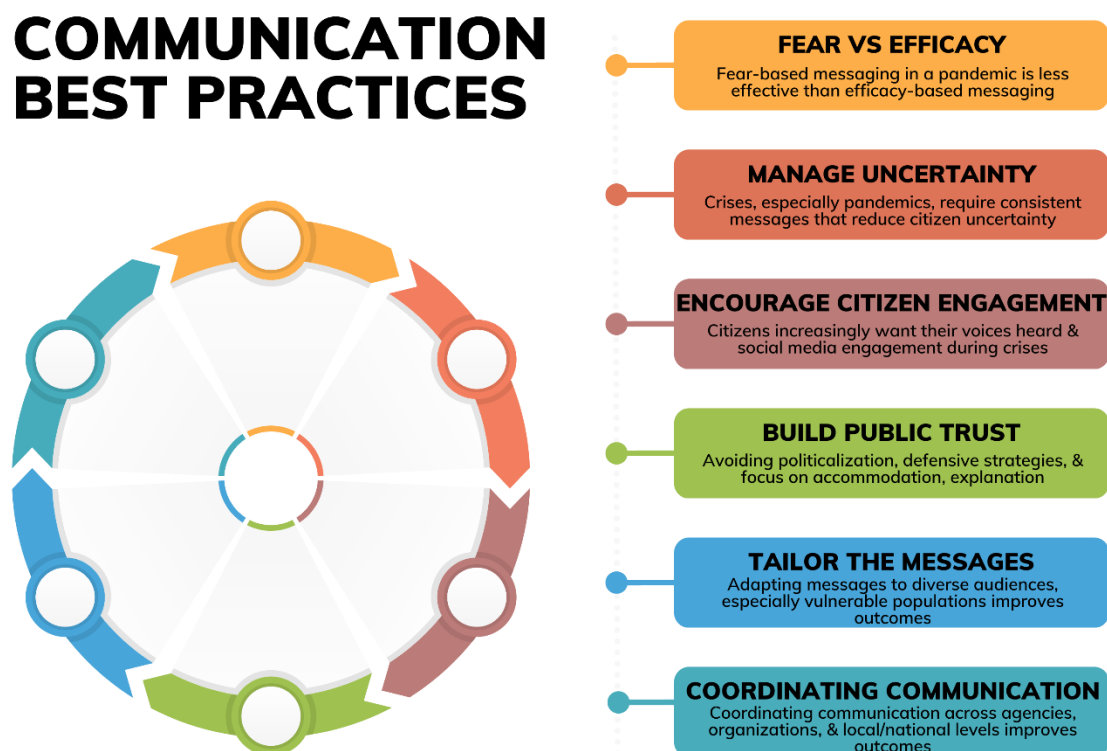 COMMUNICATION
BEST PRACTICES
FEAR VS EFFICACY
Fear-based messaging in a pandemic is less
effective than efficacy-based messaging
MANAGE UNCERTAINTY
Crises, especially pandemics, require consistent
messages that reduce citizen uncertainty
ENCOURAGE CITIZEN ENGAGEMENT
Citizens increasingly want their voices heard &
social media engagement during crises
BUILD PUBLIC TRUST
Avoiding politicalization, defensive strategies, &
focus on accommodation, explanation
TAILOR THE MESSAGES
Adapting messages to diverse audiences,
especially vulnerable populations improves
outcomes
COORDINATING COMMUNICATION
Coordinating communication across agencies,
organizations, & local/national levels improves
outcomes